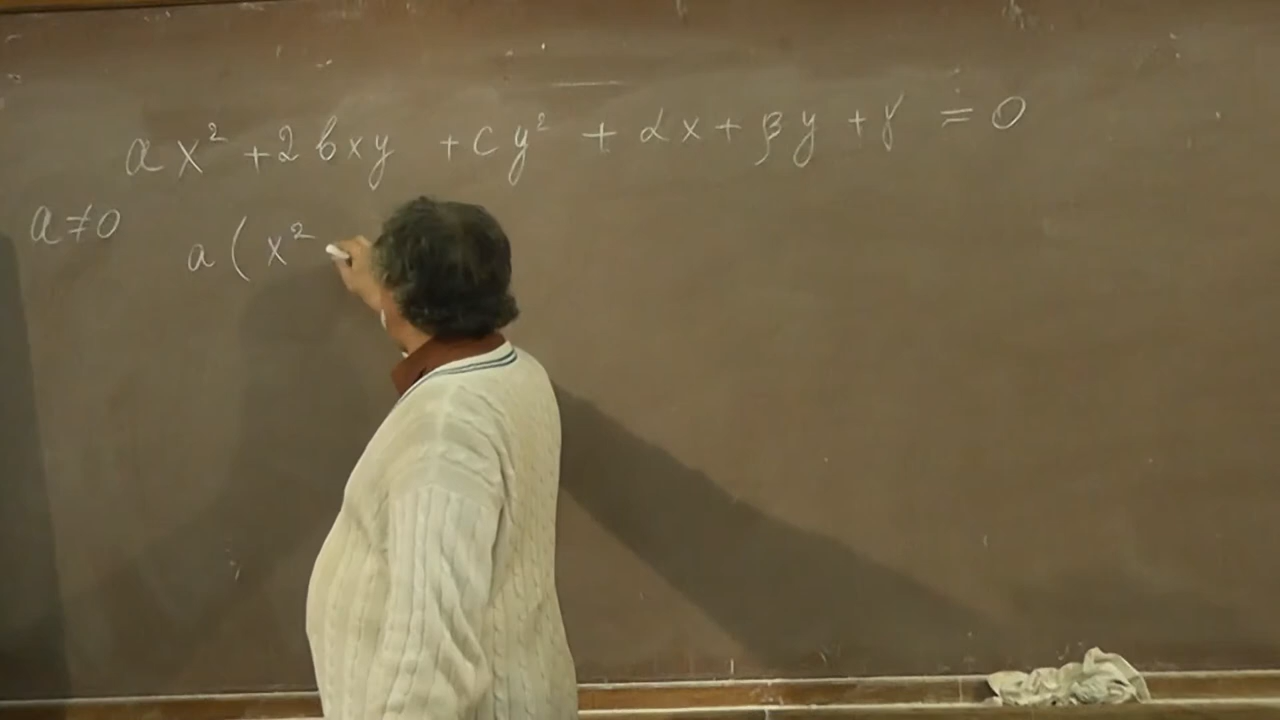 ax² + 2bxy + cy² + αx + βy + γ = 0
a ≠ 0 a ( x²